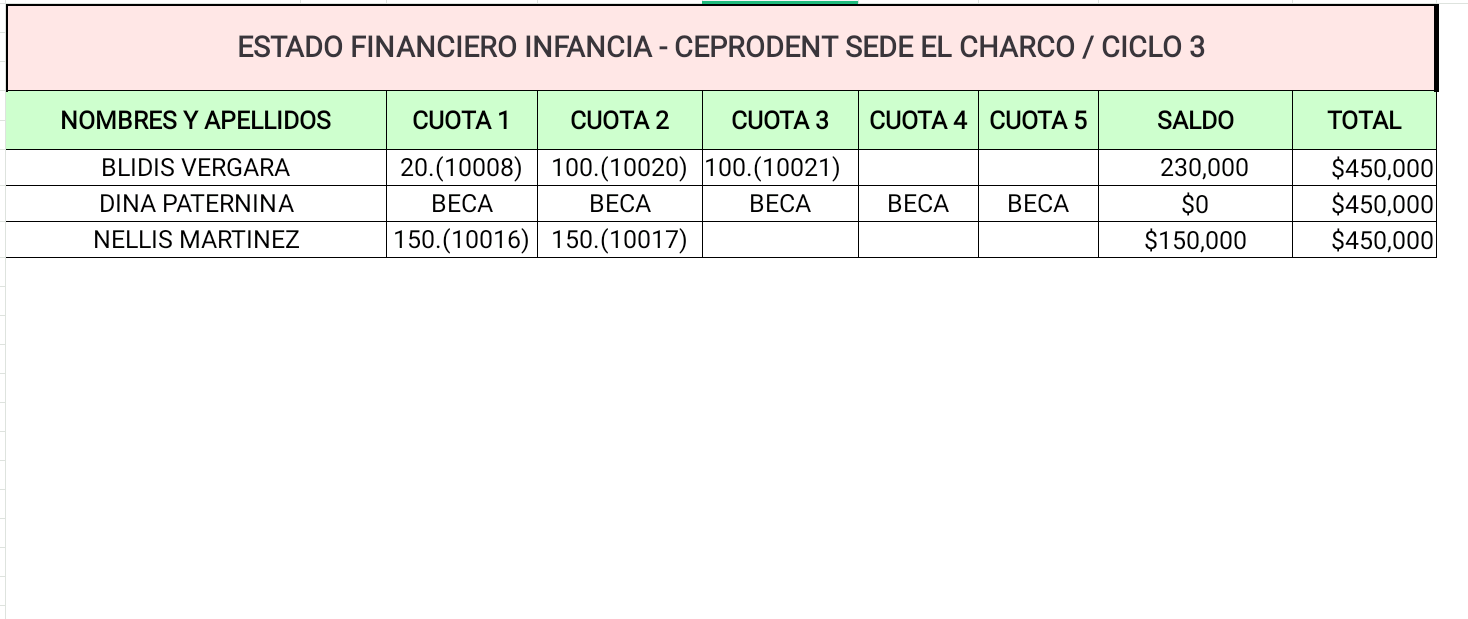 ESTADO FINANCIERO INFANCIA - CEPRODENT SEDE EL CHARCO / CICLO 3
NOMBRES Y APELLIDOS CUOTA 1 CUOTA 2 CUOTA 3 CUOTA 4 CUOTA 5 SALDO TOTAL
BLIDIS VERGARA 20.(10008) 100.(10020) 100.(10021) 230,000 $450,000
DINA PATERNINA BECA BECA BECA BECA BECA $0 $450,000
NELLIS MARTINEZ 150.(10016) 150.(10017) $150,000 $450,000